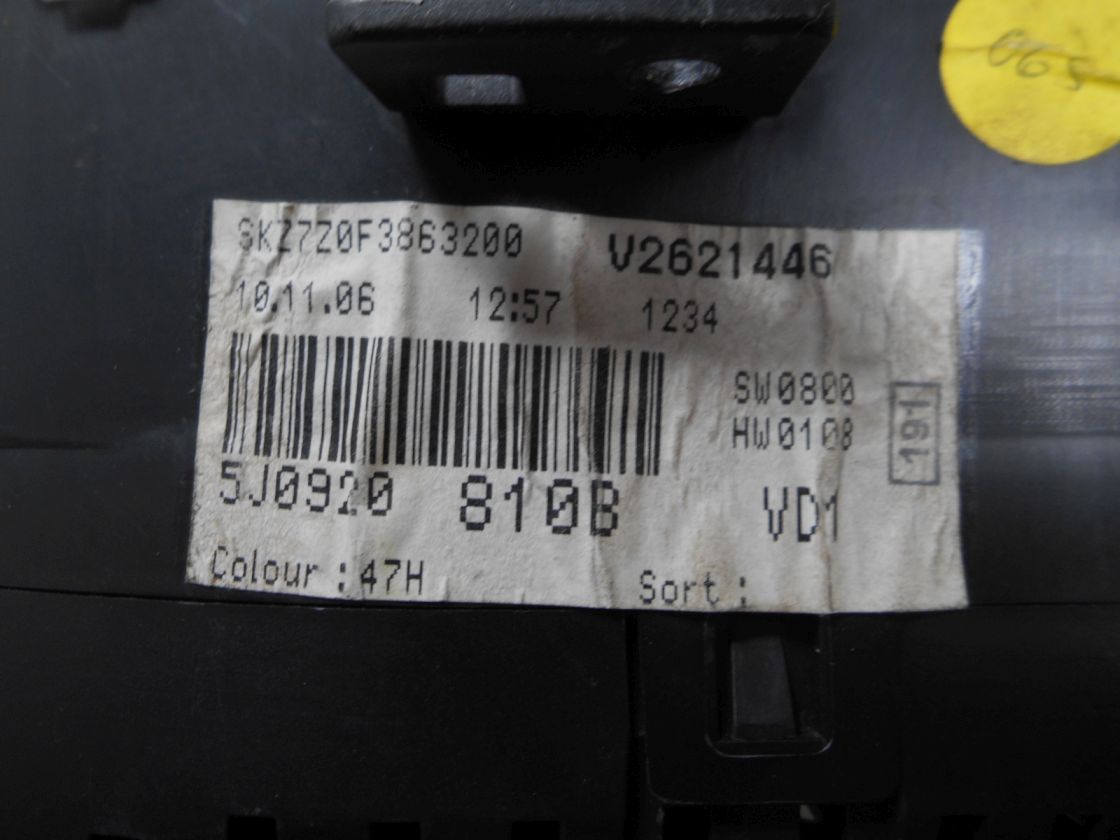 065
SKZ7Z0F3863200 V2621446
10.11.06 12:57 1234
SW0800
HW0108
191
5J0920 810B VD1
Colour : 47H Sort :